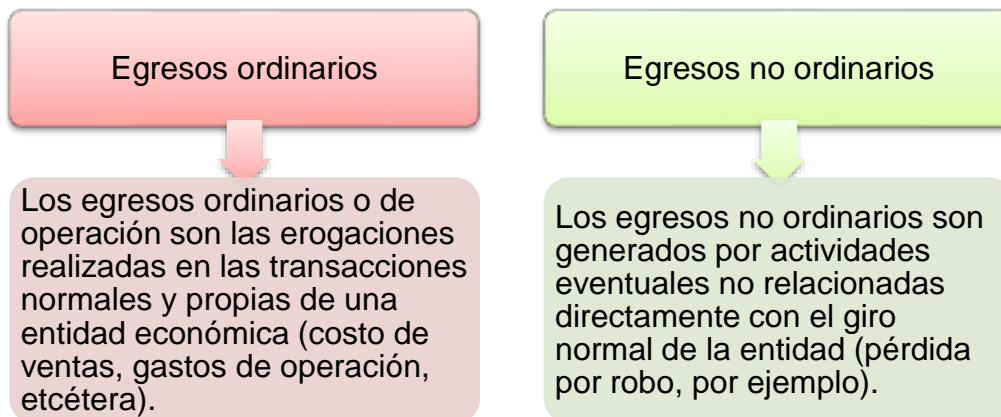 Egresos ordinarios
Los egresos ordinarios o de
operación son las erogaciones
realizadas en las transacciones
normales y propias de una
entidad económica (costo de
ventas, gastos de operación,
etcétera).
Egresos no ordinarios
Los egresos no ordinarios son
generados por actividades
eventuales no relacionadas
directamente con el giro
normal de la entidad (pérdida
por robo, por ejemplo).